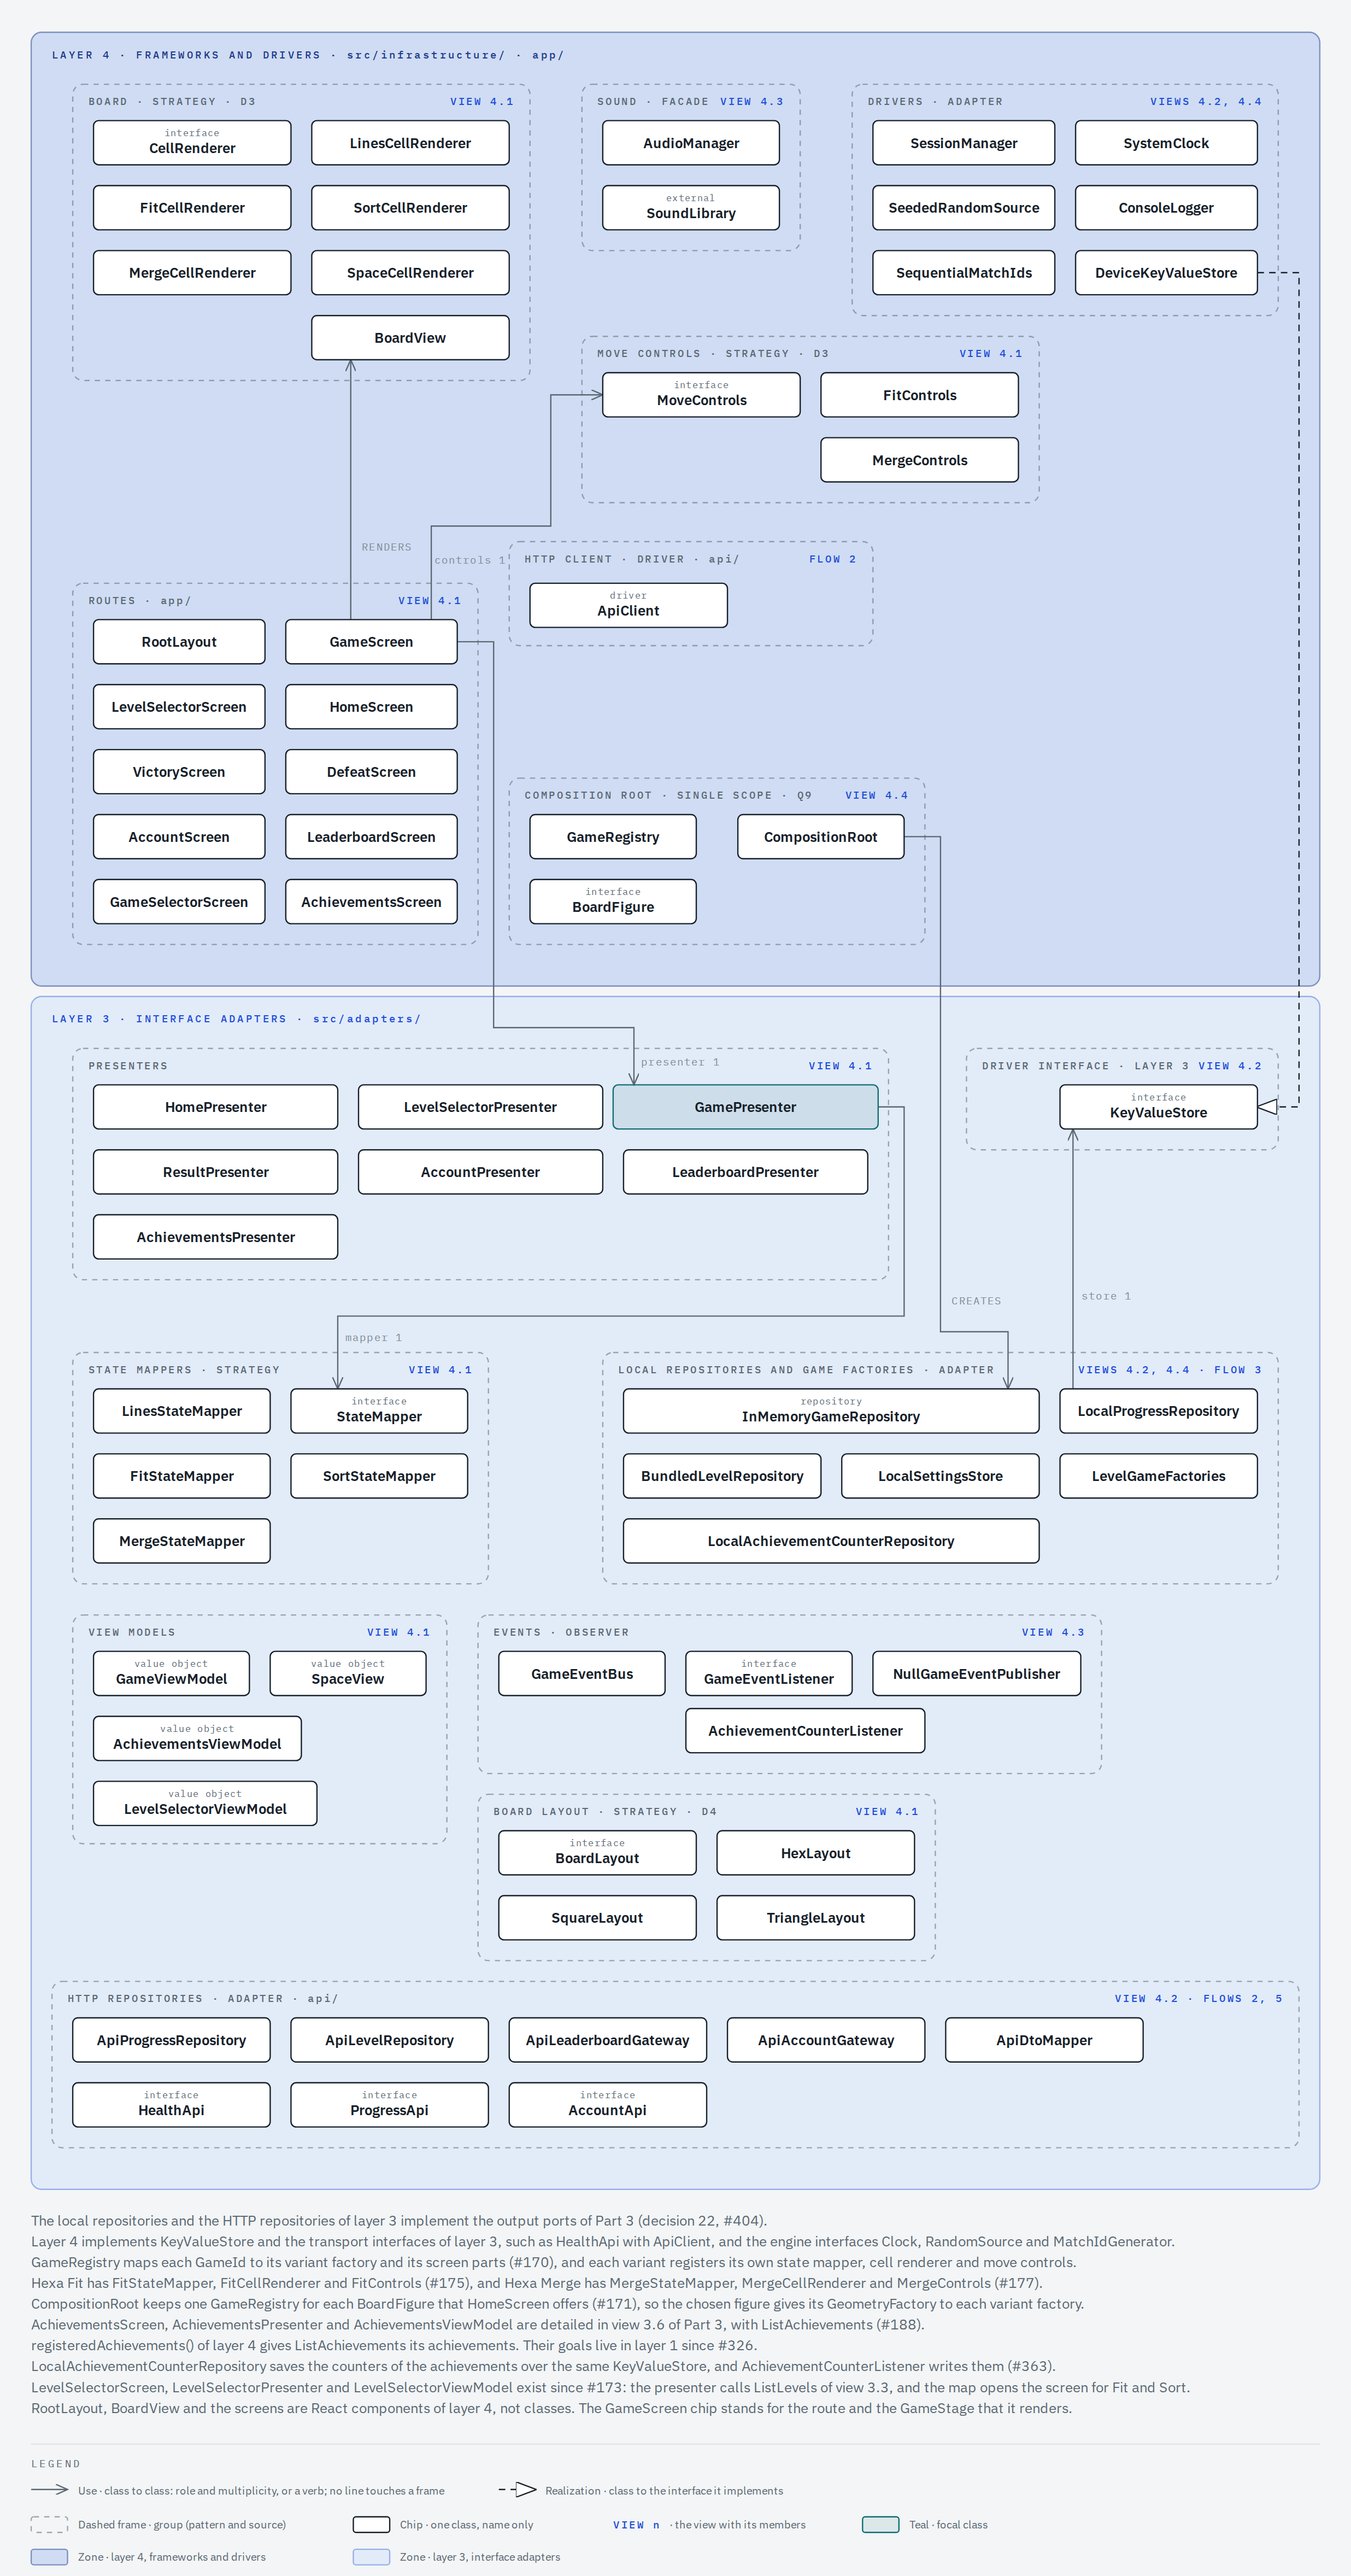 LAYER 4 · FRAMEWORKS AND DRIVERS · src/infrastructure/ · app/
BOARD · STRATEGY · D3
VIEW 4.1
interface
CellRenderer
LinesCellRenderer
FitCellRenderer
SortCellRenderer
MergeCellRenderer
SpaceCellRenderer
BoardView
SOUND · FACADE
VIEW 4.3
AudioManager
external
SoundLibrary
DRIVERS · ADAPTER
VIEWS 4.2, 4.4
SessionManager
SystemClock
SeededRandomSource
ConsoleLogger
SequentialMatchIds
DeviceKeyValueStore
MOVE CONTROLS · STRATEGY · D3
VIEW 4.1
interface
MoveControls
FitControls
MergeControls
RENDERS
controls 1
HTTP CLIENT · DRIVER · api/
FLOW 2
driver
ApiClient
ROUTES · app/
VIEW 4.1
RootLayout
GameScreen
LevelSelectorScreen
HomeScreen
VictoryScreen
DefeatScreen
AccountScreen
LeaderboardScreen
GameSelectorScreen
AchievementsScreen
COMPOSITION ROOT · SINGLE SCOPE · Q9
VIEW 4.4
GameRegistry
CompositionRoot
interface
BoardFigure
LAYER 3 · INTERFACE ADAPTERS · src/adapters/
PRESENTERS
presenter 1
VIEW 4.1
HomePresenter
LevelSelectorPresenter
GamePresenter
ResultPresenter
AccountPresenter
LeaderboardPresenter
AchievementsPresenter
DRIVER INTERFACE · LAYER 3
VIEW 4.2
interface
KeyValueStore
CREATES
store 1
mapper 1
STATE MAPPERS · STRATEGY
VIEW 4.1
LinesStateMapper
interface
StateMapper
FitStateMapper
SortStateMapper
MergeStateMapper
LOCAL REPOSITORIES AND GAME FACTORIES · ADAPTER
VIEWS 4.2, 4.4 · FLOW 3
repository
InMemoryGameRepository
LocalProgressRepository
BundledLevelRepository
LocalSettingsStore
LevelGameFactories
LocalAchievementCounterRepository
VIEW MODELS
VIEW 4.1
value object
GameViewModel
value object
SpaceView
value object
AchievementsViewModel
value object
LevelSelectorViewModel
EVENTS · OBSERVER
VIEW 4.3
GameEventBus
interface
GameEventListener
NullGameEventPublisher
AchievementCounterListener
BOARD LAYOUT · STRATEGY · D4
VIEW 4.1
interface
BoardLayout
HexLayout
SquareLayout
TriangleLayout
HTTP REPOSITORIES · ADAPTER · api/
VIEW 4.2 · FLOWS 2, 5
ApiProgressRepository
ApiLevelRepository
ApiLeaderboardGateway
ApiAccountGateway
ApiDtoMapper
interface
HealthApi
interface
ProgressApi
interface
AccountApi
The local repositories and the HTTP repositories of layer 3 implement the output ports of Part 3 (decision 22, #404).
Layer 4 implements KeyValueStore and the transport interfaces of layer 3, such as HealthApi with ApiClient, and the engine interfaces Clock, RandomSource and MatchIdGenerator.
GameRegistry maps each GameId to its variant factory and its screen parts (#170), and each variant registers its own state mapper, cell renderer and move controls.
Hexa Fit has FitStateMapper, FitCellRenderer and FitControls (#175), and Hexa Merge has MergeStateMapper, MergeCellRenderer and MergeControls (#177).
CompositionRoot keeps one GameRegistry for each BoardFigure that HomeScreen offers (#171), so the chosen figure gives its GeometryFactory to each variant factory.
AchievementsScreen, AchievementsPresenter and AchievementsViewModel are detailed in view 3.6 of Part 3, with ListAchievements (#188).
registeredAchievements() of layer 4 gives ListAchievements its achievements. Their goals live in layer 1 since #326.
LocalAchievementCounterRepository saves the counters of the achievements over the same KeyValueStore, and AchievementCounterListener writes them (#363).
LevelSelectorScreen, LevelSelectorPresenter and LevelSelectorViewModel exist since #173: the presenter calls ListLevels of view 3.3, and the map opens the screen for Fit and Sort.
RootLayout, BoardView and the screens are React components of layer 4, not classes. The GameScreen chip stands for the route and the GameStage that it renders.
LEGEND
Use · class to class: role and multiplicity, or a verb; no line touches a frame
Realization · class to the interface it implements
Dashed frame · group (pattern and source)
Chip · one class, name only
VIEW n · the view with its members
Teal · focal class
Zone · layer 4, frameworks and drivers
Zone · layer 3, interface adapters